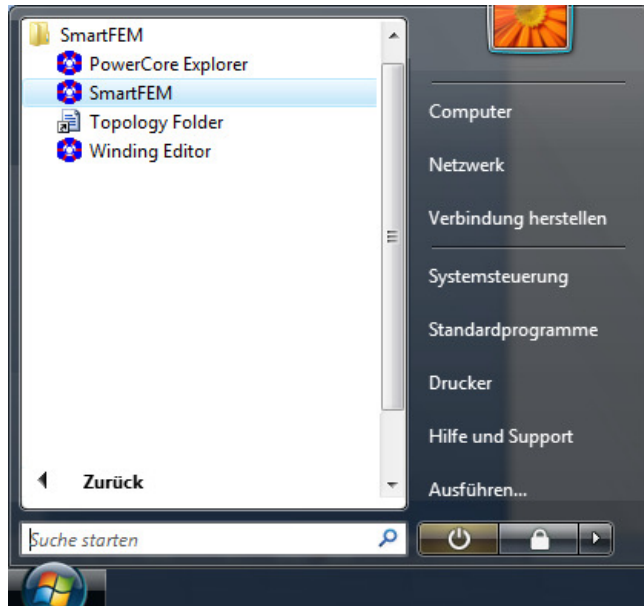 SmartFEM
PowerCore Explorer
SmartFEM
Topology Folder
Winding Editor
Zurück
Suche starten
Computer
Netzwerk
Verbindung herstellen
Systemsteuerung
Standardprogramme
Drucker
Hilfe und Support
Ausführen...